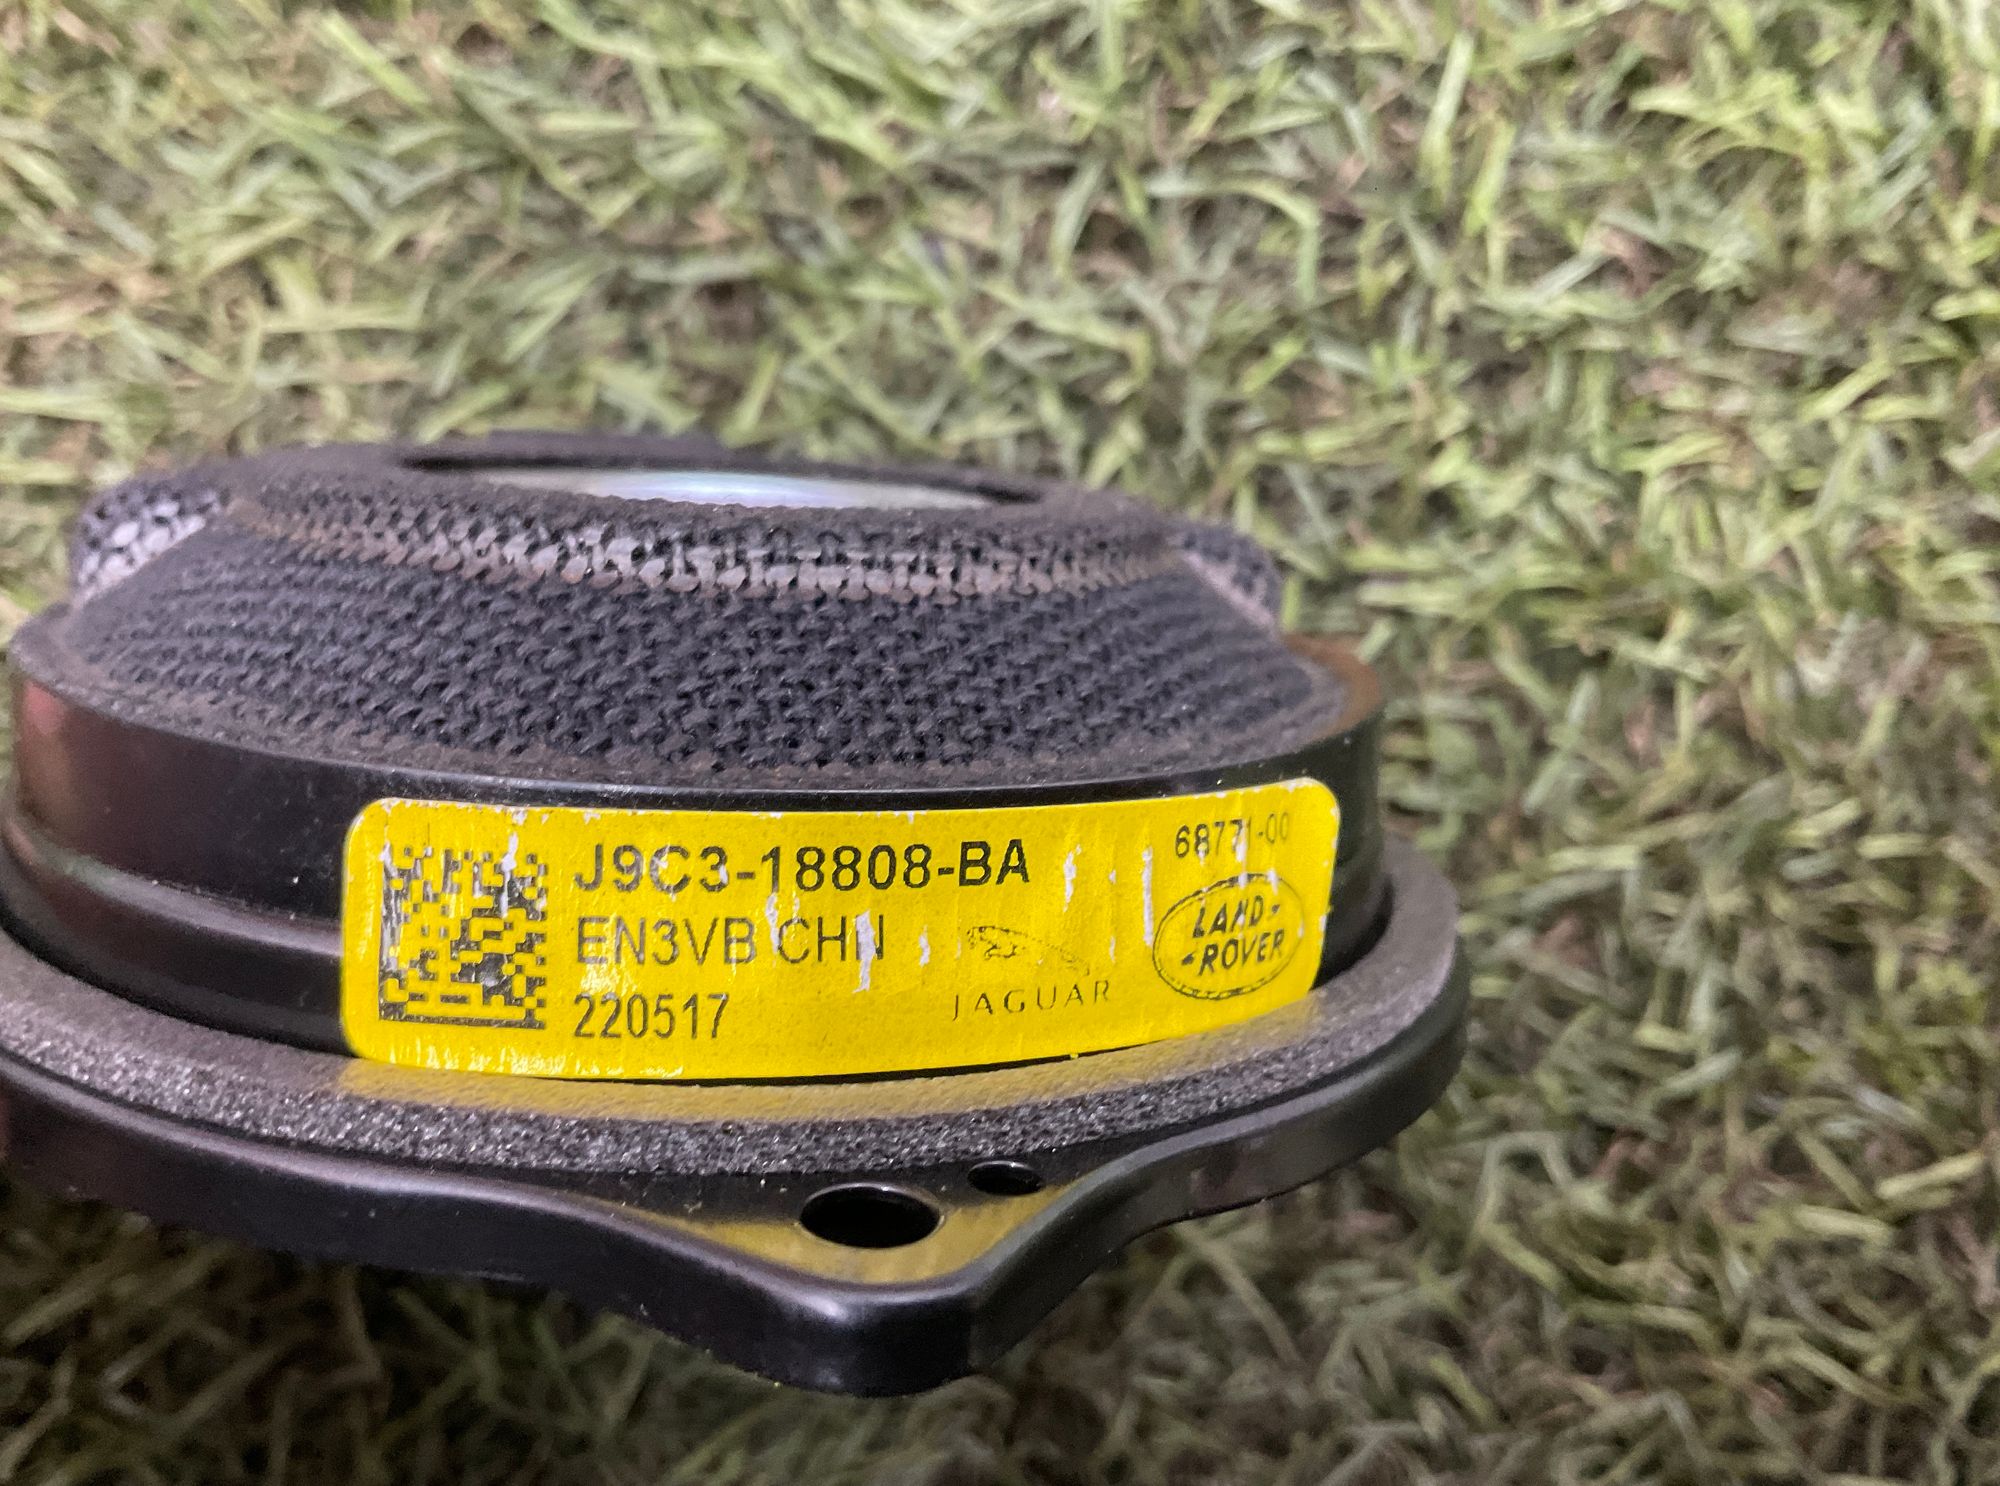 J9C3-18808-BA
68771-00
EN3VB CHN
220517
JAGUAR
LAND-
-ROVER